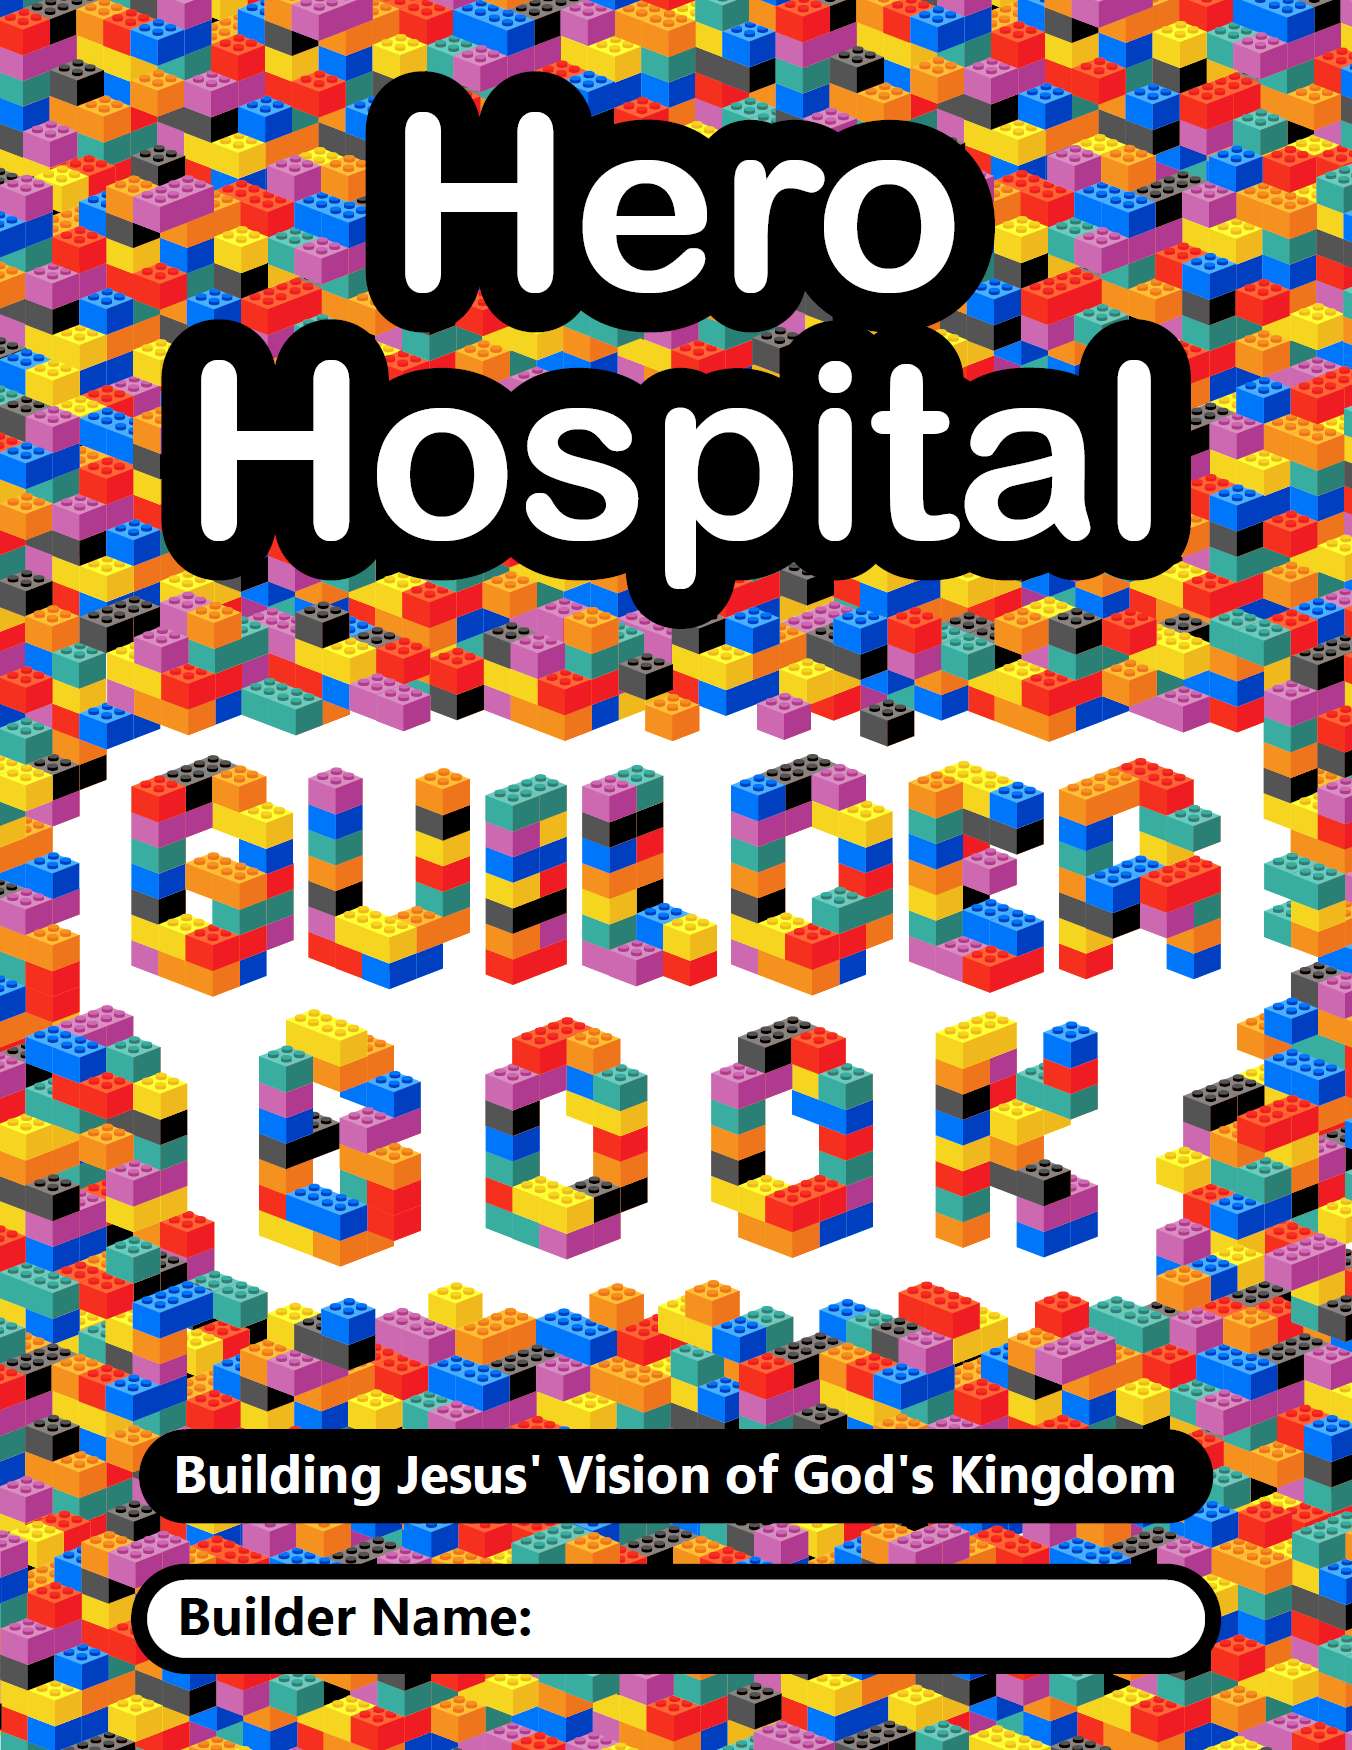 Hero
Hospital
BUILDER
BOOK
Building Jesus' Vision of God's Kingdom
Builder Name: